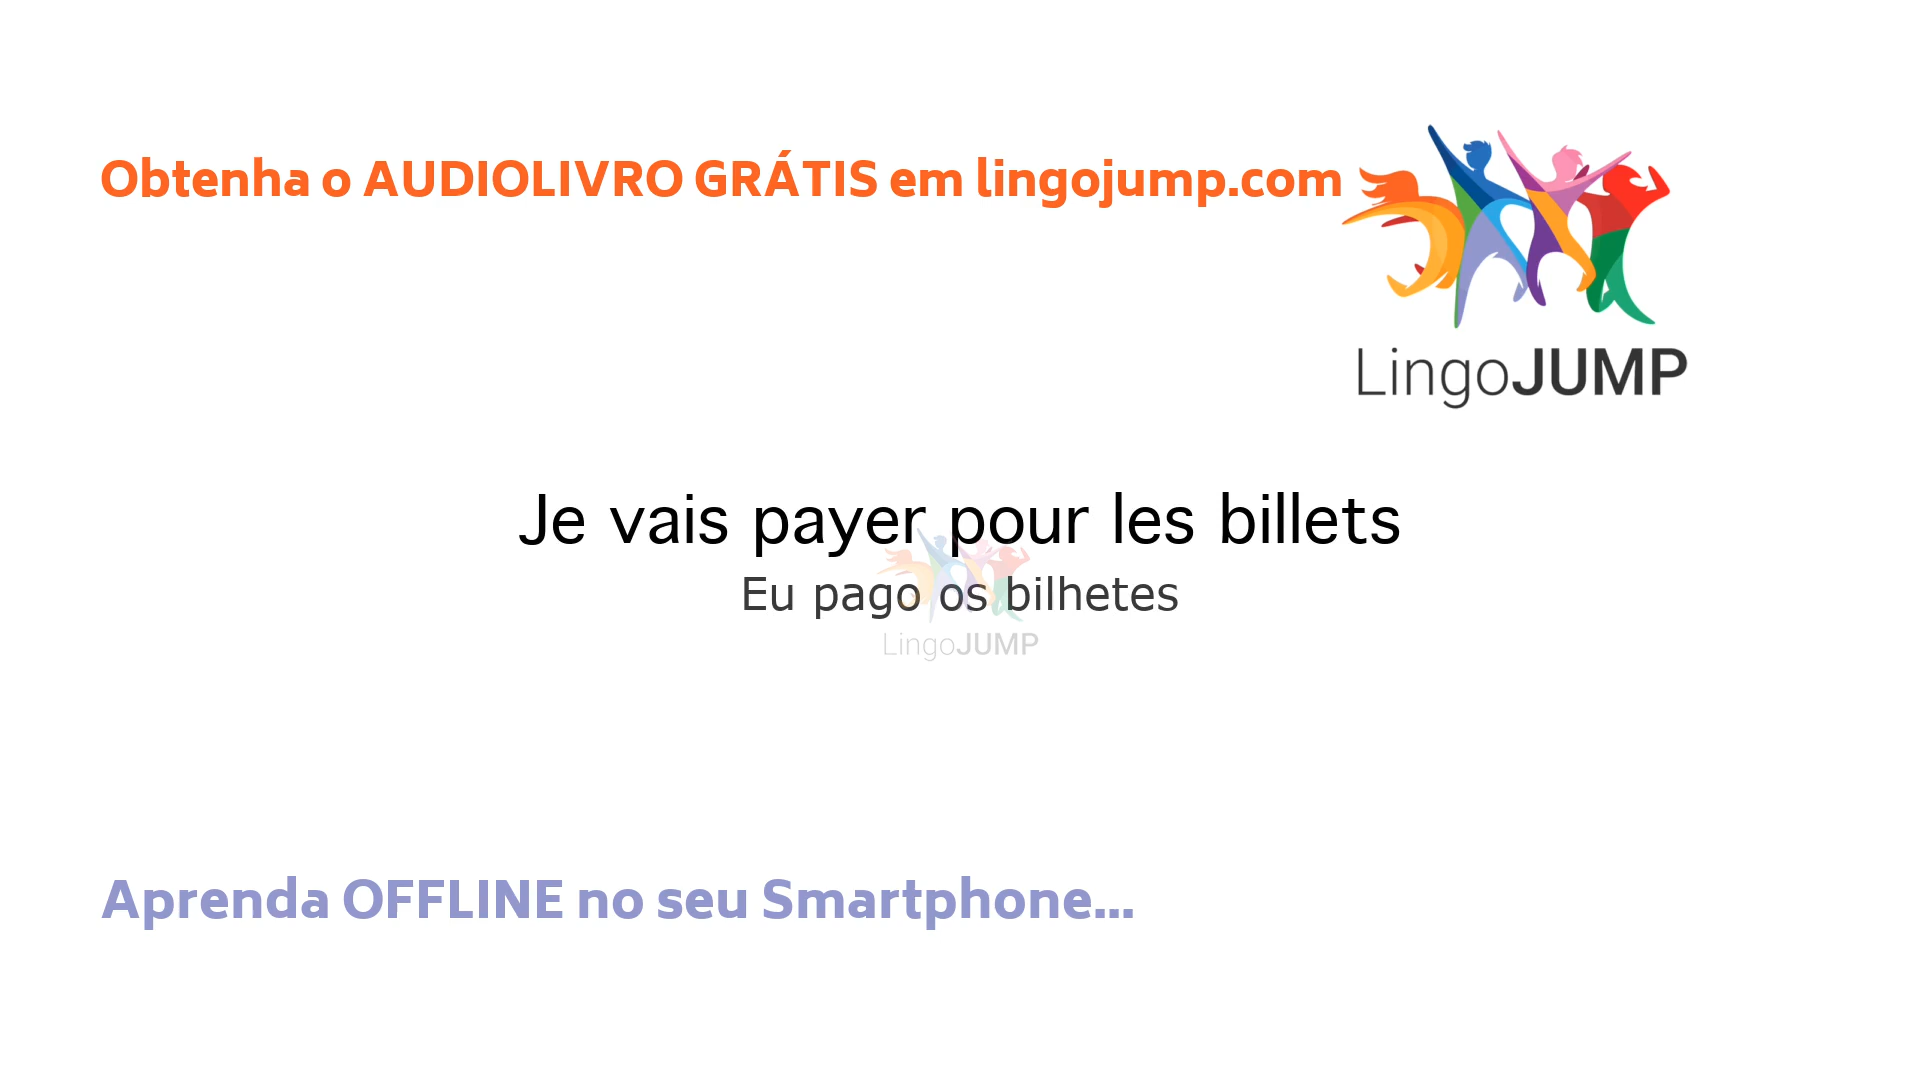 Obtenha o AUDIOLIVRO GRÁTIS em lingojump.com
LingoJUMP
Je vais payer pour les billets
Eu pago os bilhetes
LingoJUMP
Aprenda OFFLINE no seu Smartphone...